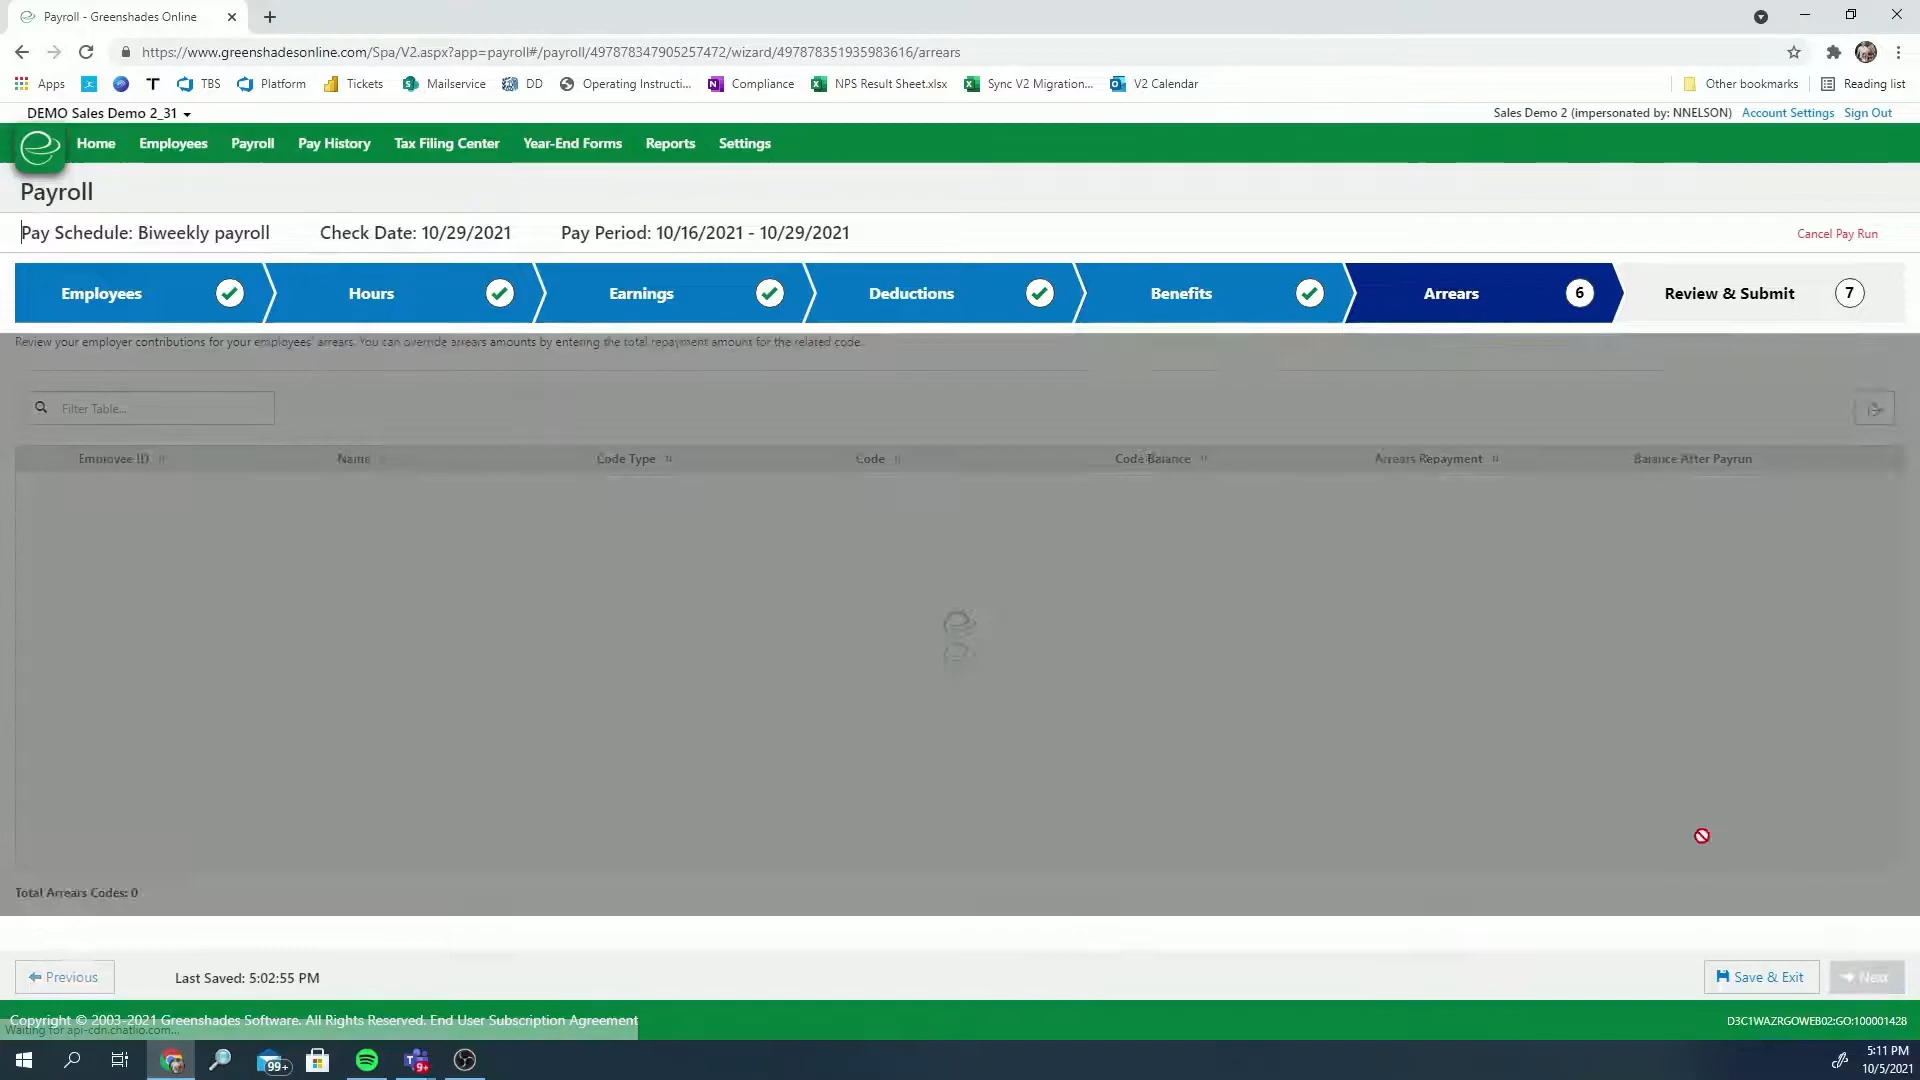 Payroll - Greenshades Online
https://www.greenshadesonline.com/Spa/V2.aspx?app=payroll#/payroll/497878347905257472/wizard/497878351935983616/arrears
Apps TBS Platform Tickets Mailservice DD Operating Instructi... Compliance NPS Result Sheet.xlsx Sync V2 Migration... V2 Calendar Other bookmarks Reading list
DEMO Sales Demo 2_31 Sales Demo 2 (impersonated by: NNELSON) Account Settings Sign Out
Home Employees Payroll Pay History Tax Filing Center Year-End Forms Reports Settings
Payroll
Pay Schedule: Biweekly payroll Check Date: 10/29/2021 Pay Period: 10/16/2021 - 10/29/2021 Cancel Pay Run
Employees Hours Earnings Deductions Benefits Arrears 6 Review & Submit 7
Review your employer contributions for your employees' arrears. You can override arrears amounts by entering the total repayment amount for the related code.
Filter Table...
Employee ID Name Code Type Code Code Balance Arrears Repayment Balance After Payrun
Total Arrears Codes: 0
Previous Last Saved: 5:02:55 PM Save & Exit Next
Copyright © 2003-2021 Greenshades Software. All Rights Reserved. End User Subscription Agreement D3C1WAZRGOWEB02:GO:100001428
Waiting for api-cdn.chatlio.com...
99+ 9+ 5:11 PM
10/5/2021